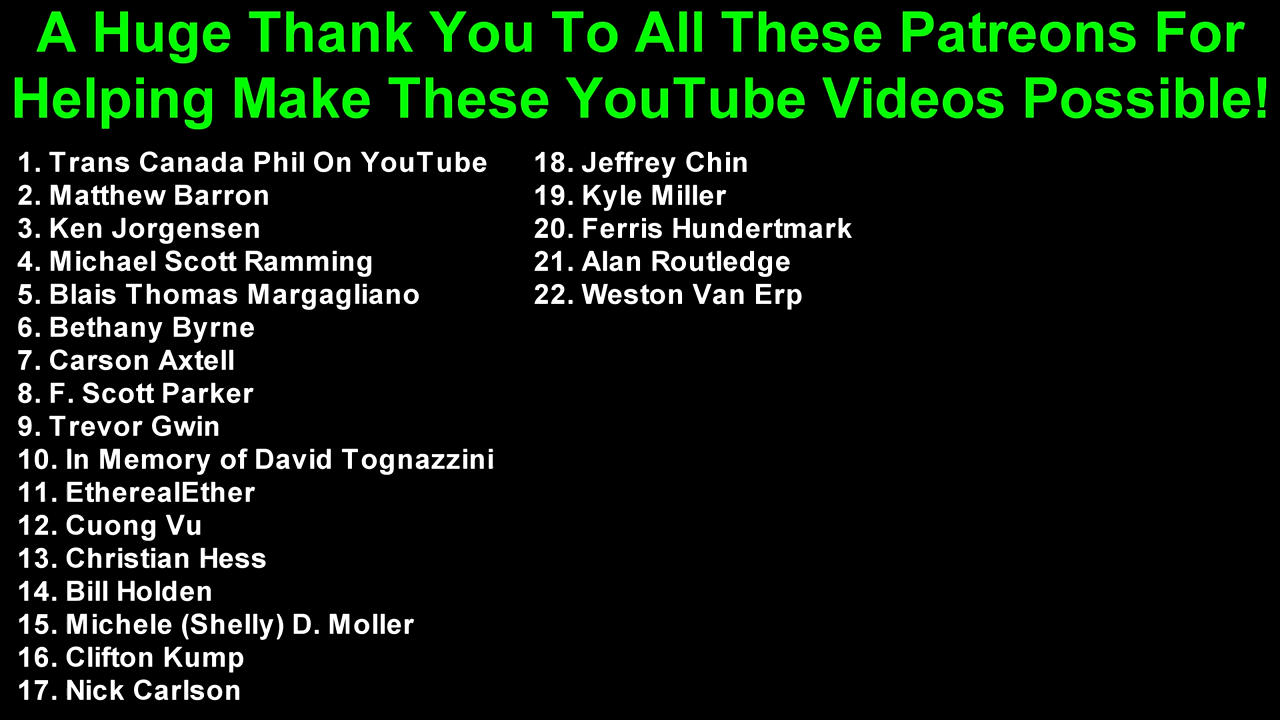 A Huge Thank You To All These Patreons For
Helping Make These YouTube Videos Possible!
1. Trans Canada Phil On YouTube
2. Matthew Barron
3. Ken Jorgensen
4. Michael Scott Ramming
5. Blais Thomas Margagliano
6. Bethany Byrne
7. Carson Axtell
8. F. Scott Parker
9. Trevor Gwin
10. In Memory of David Tognazzini
11. EtherealEther
12. Cuong Vu
13. Christian Hess
14. Bill Holden
15. Michele (Shelly) D. Moller
16. Clifton Kump
17. Nick Carlson
18. Jeffrey Chin
19. Kyle Miller
20. Ferris Hundertmark
21. Alan Routledge
22. Weston Van Erp